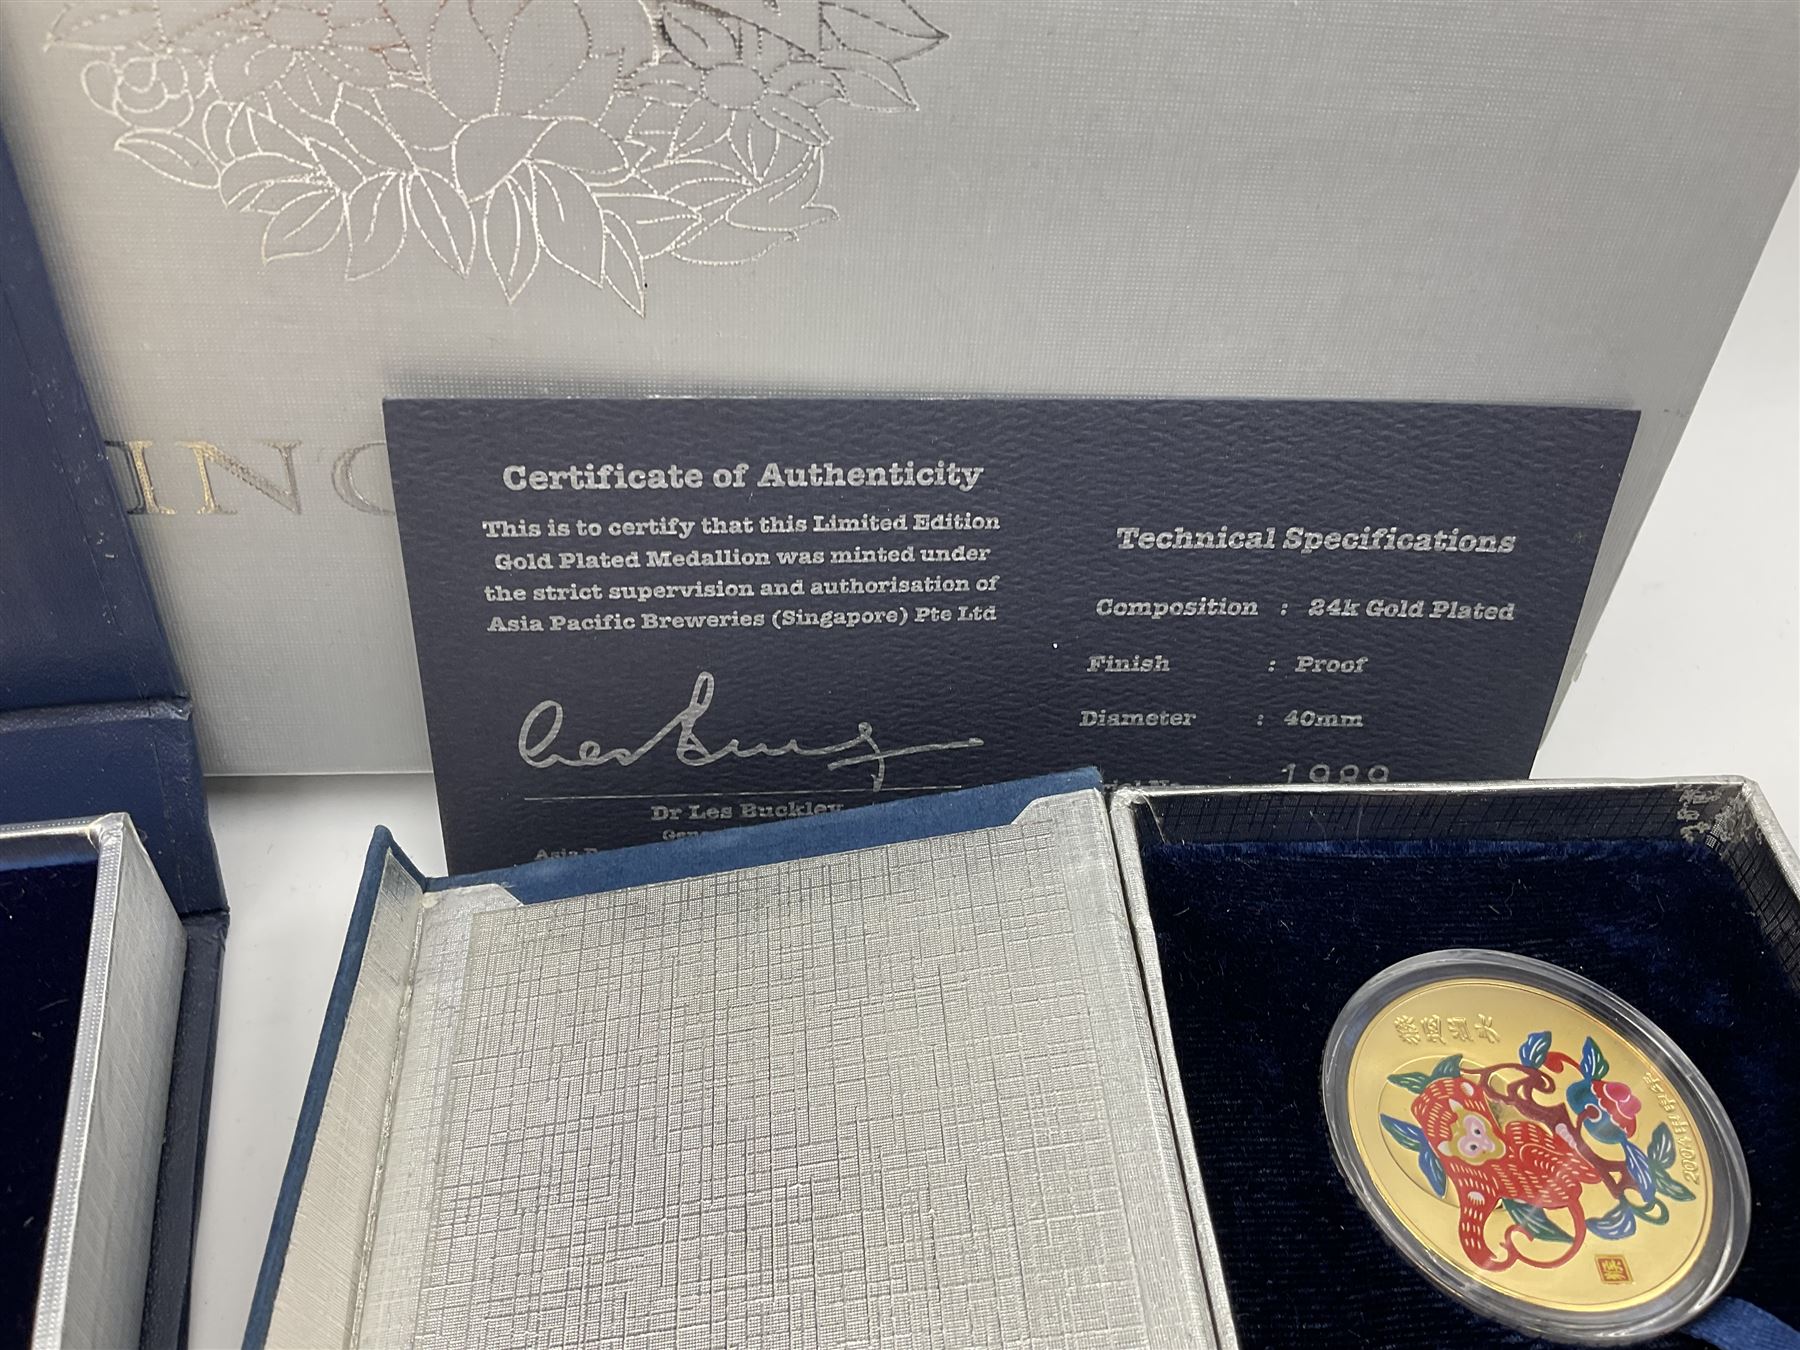 ING
Certificate of Authenticity
This is to certify that this Limited Edition
Gold Plated Medallion was minted under
the strict supervision and authorisation of
Asia Pacific Breweries (Singapore) Pte Ltd
Dr Les Buckley
Technical Specifications
Composition : 24k Gold Plated
Finish : Proof
Diameter : 40mm
1989